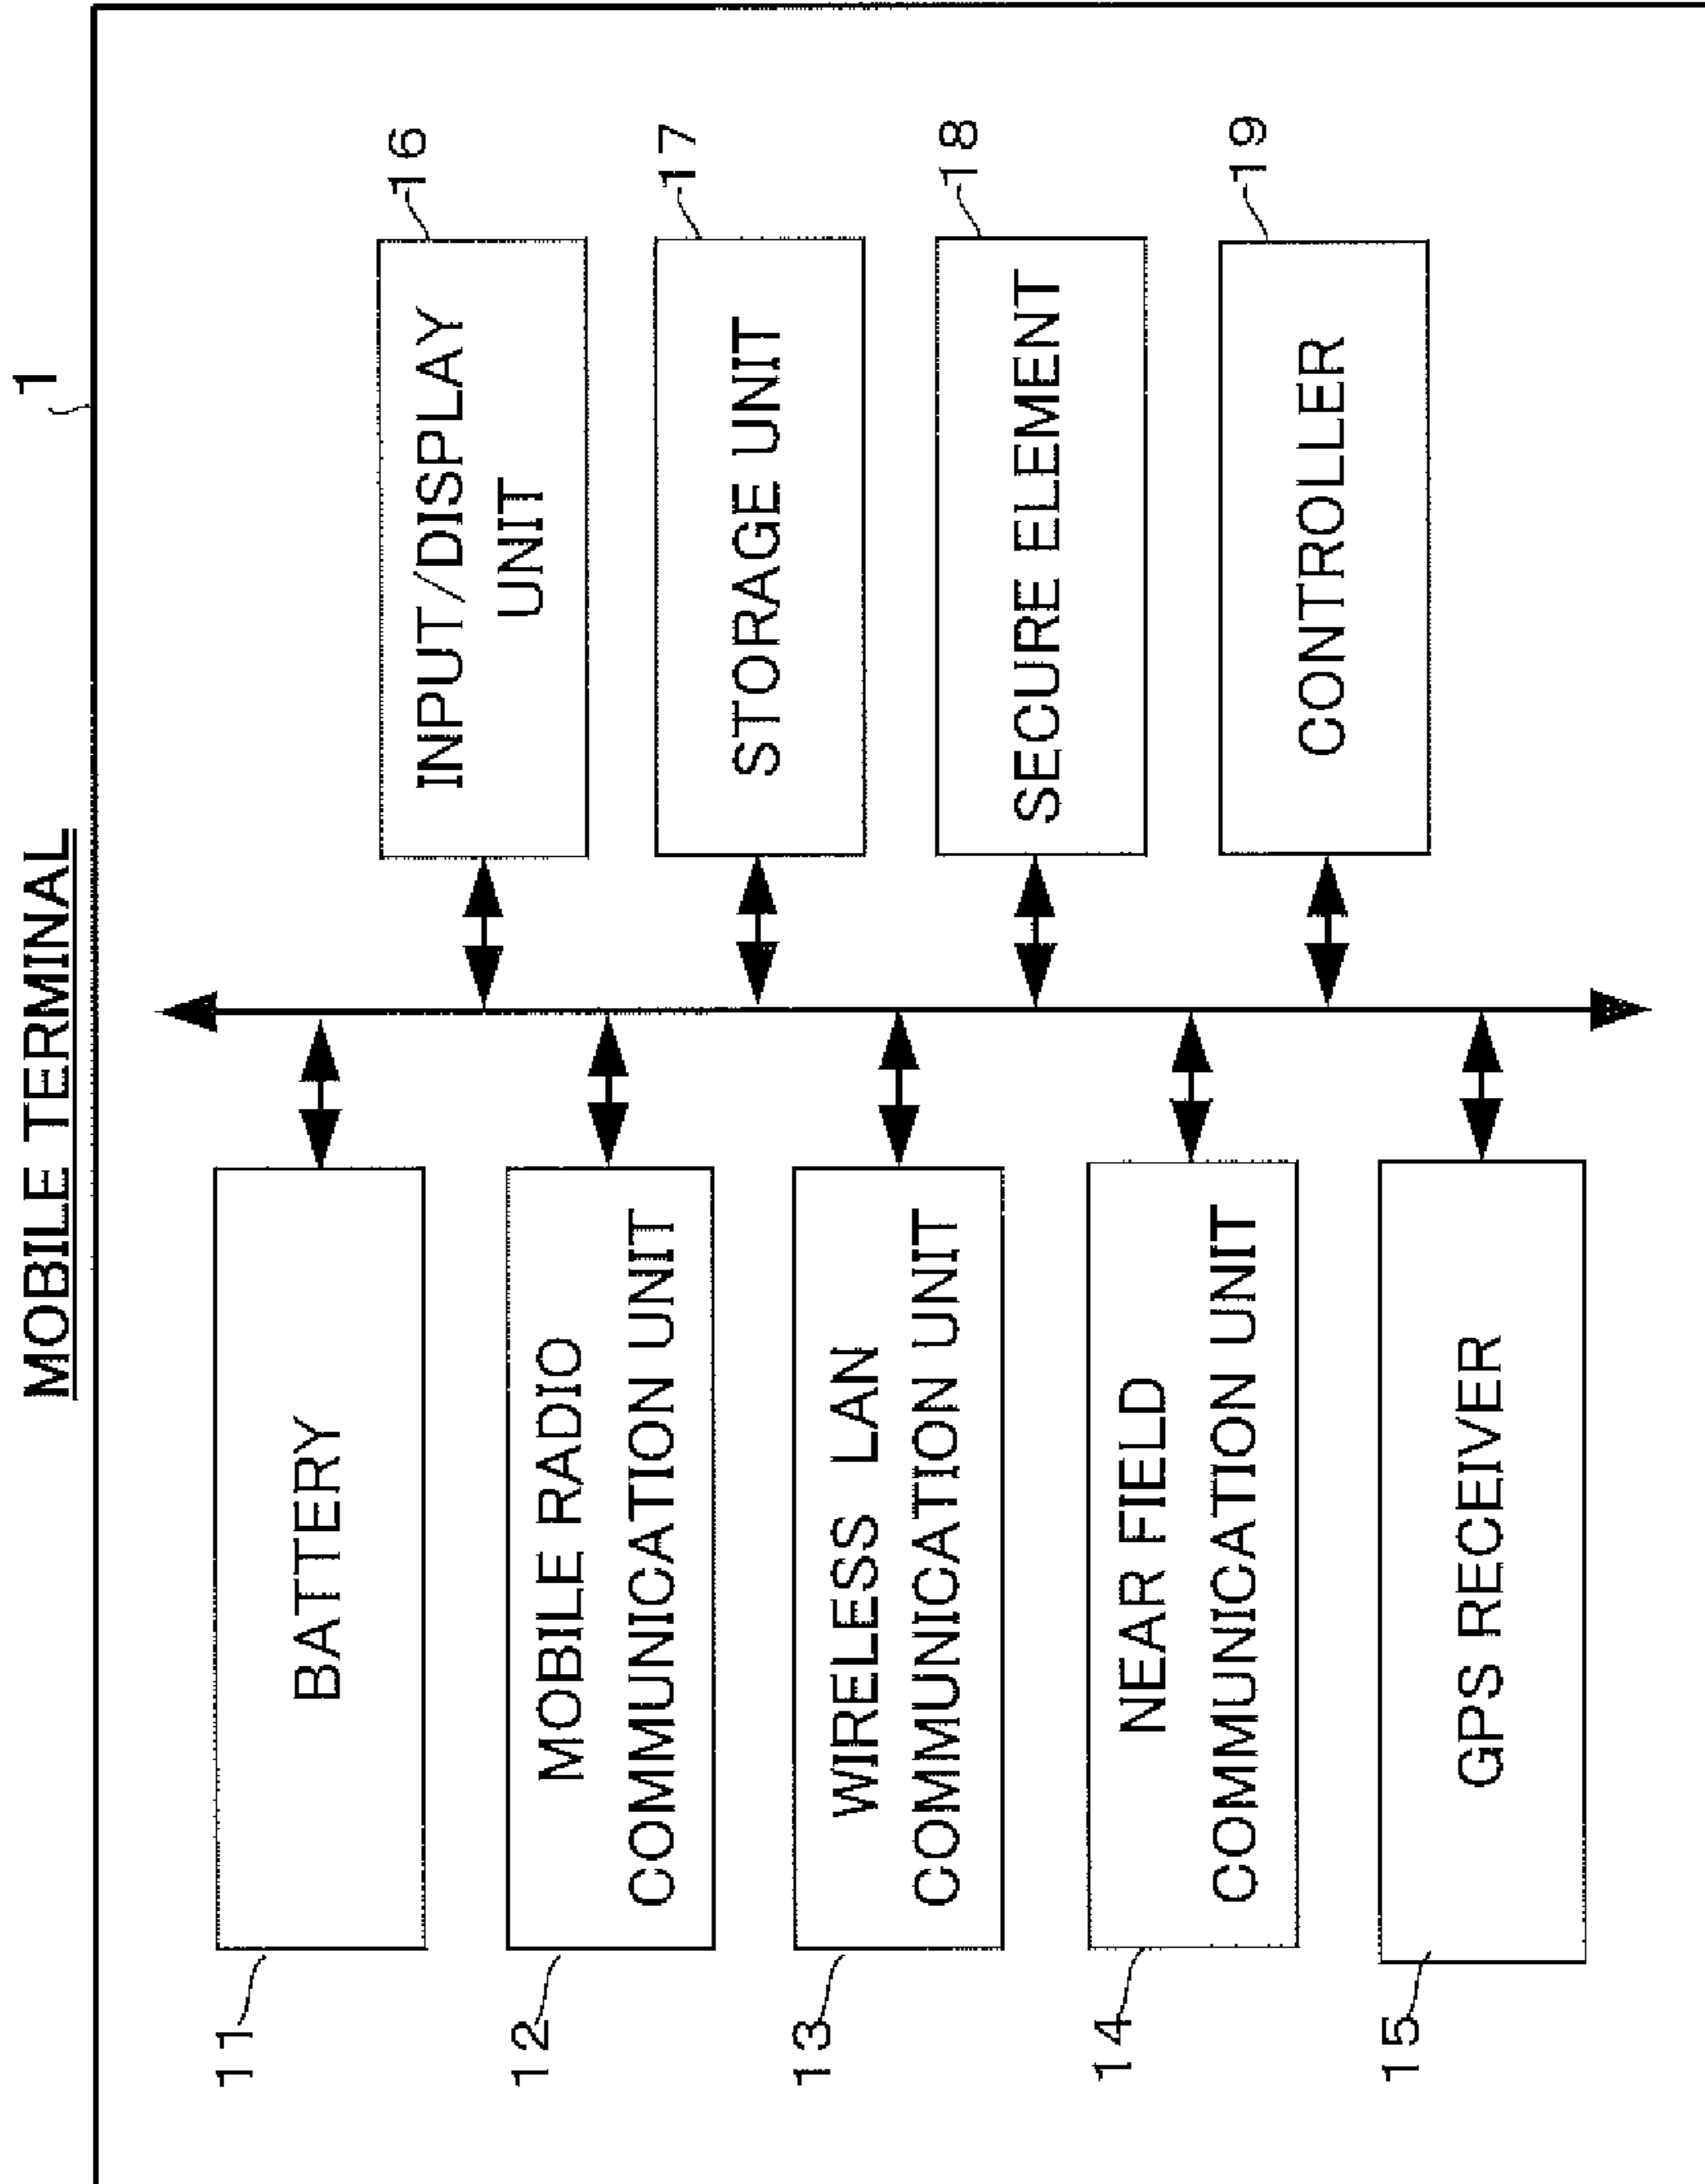 MOBILE TERMINAL
1
11
BATTERY
12
MOBILE RADIO
COMMUNICATION UNIT
13
WIRELESS LAN
COMMUNICATION UNIT
14
NEAR FIELD
COMMUNICATION UNIT
15
GPS RECEIVER
16
INPUT/DISPLAY
UNIT
17
STORAGE UNIT
18
SECURE ELEMENT
19
CONTROLLER